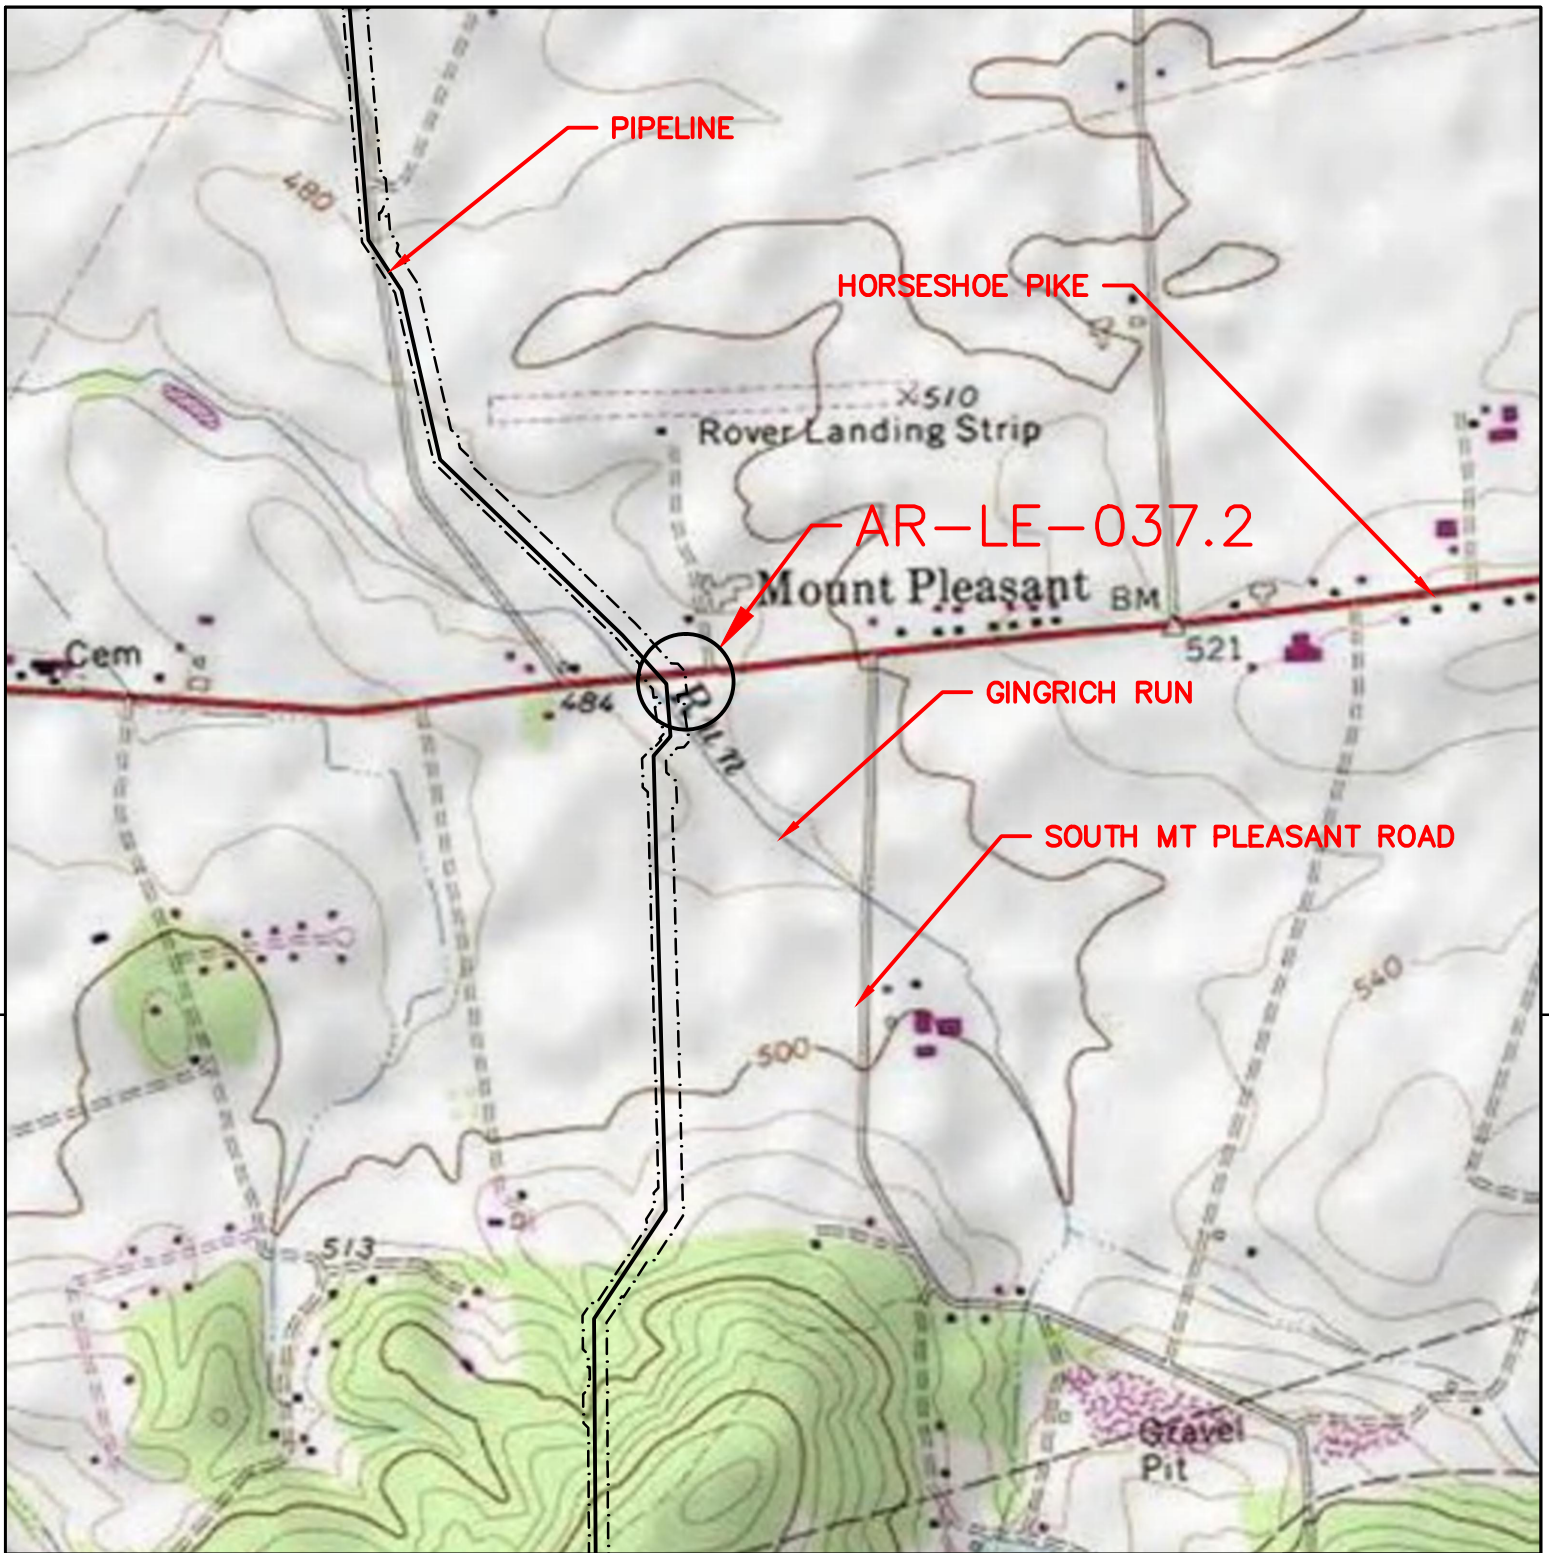 PIPELINE
480
HORSESHOE PIKE
510
Rover Landing Strip
AR-LE-037.2
Mount Pleasant
BM
521
Cem
484
Run
GINGRICH RUN
SOUTH MT PLEASANT ROAD
540
500
513
Gravel
Pit